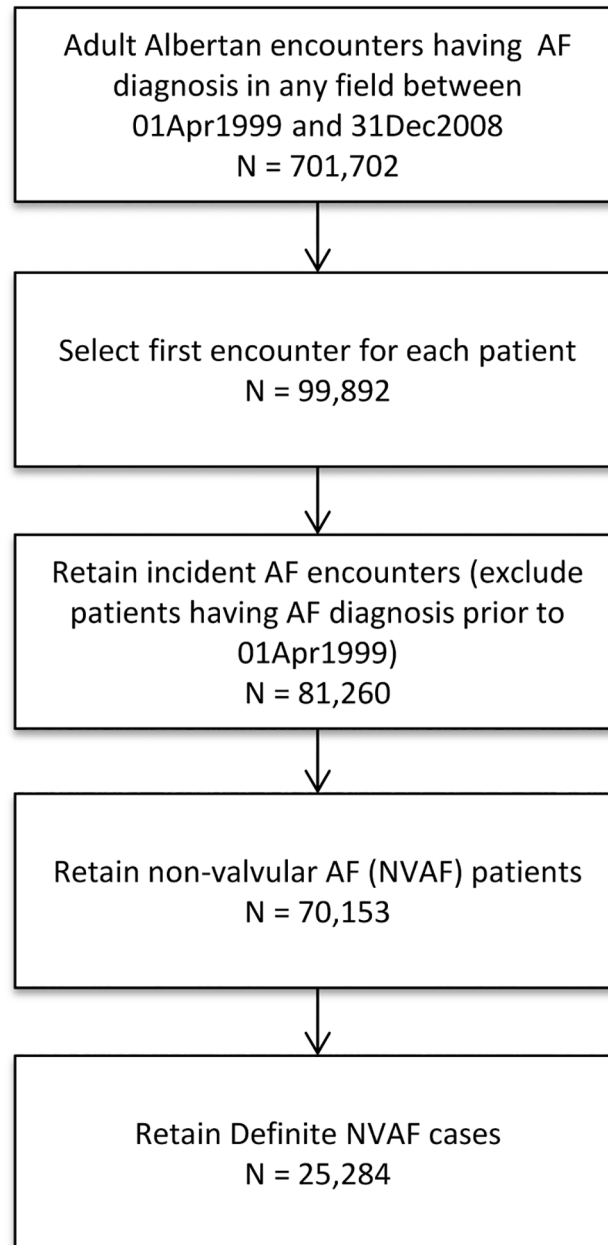 Adult Albertan encounters having AF
diagnosis in any field between
01Apr1999 and 31Dec2008
N = 701,702
Select first encounter for each patient
N = 99,892
Retain incident AF encounters (exclude
patients having AF diagnosis prior to
01Apr1999)
N = 81,260
Retain non-valvular AF (NVAF) patients
N = 70,153
Retain Definite NVAF cases
N = 25,284